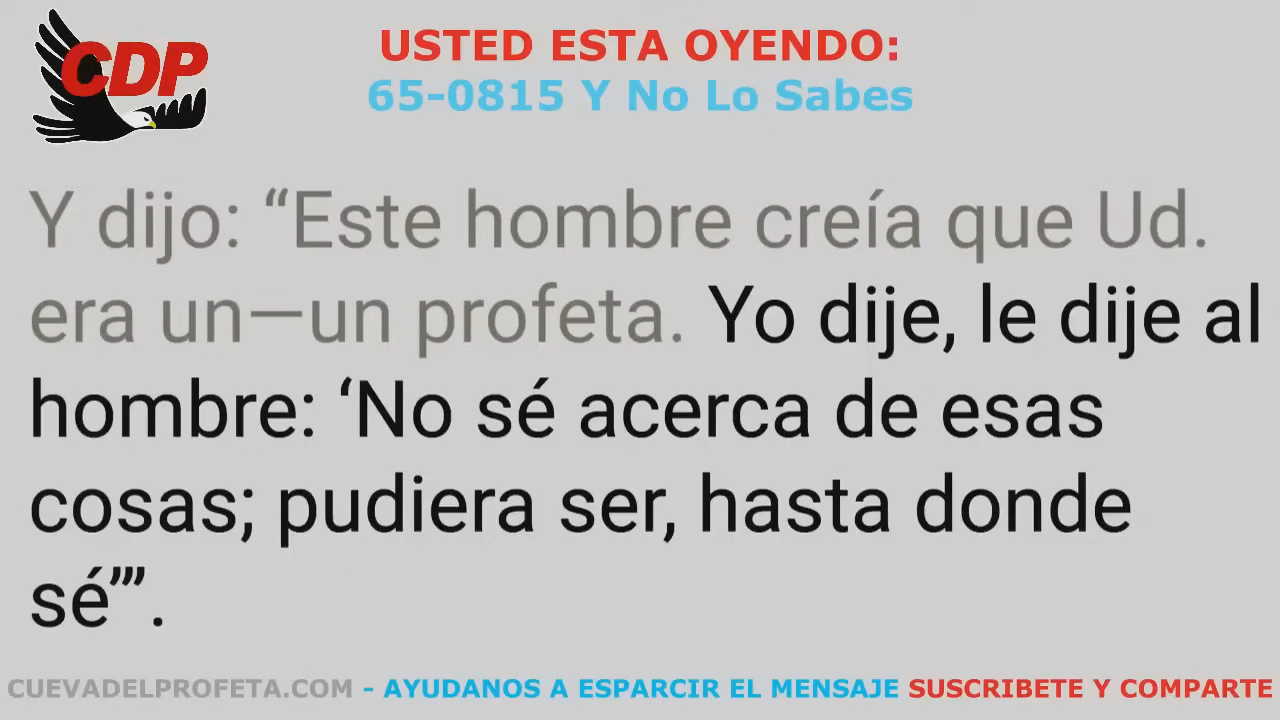 CDP
USTED ESTA OYENDO:
65-0815 Y No Lo Sabes
Y dijo: “Este hombre creía que Ud.
era un—un profeta. Yo dije, le dije al
hombre: ‘No sé acerca de esas
cosas; pudiera ser, hasta donde
sé’”.
CUEVADELPROFETA.COM - AYUDANOS A ESPARCIR EL MENSAJE SUSCRIBETE Y COMPARTE